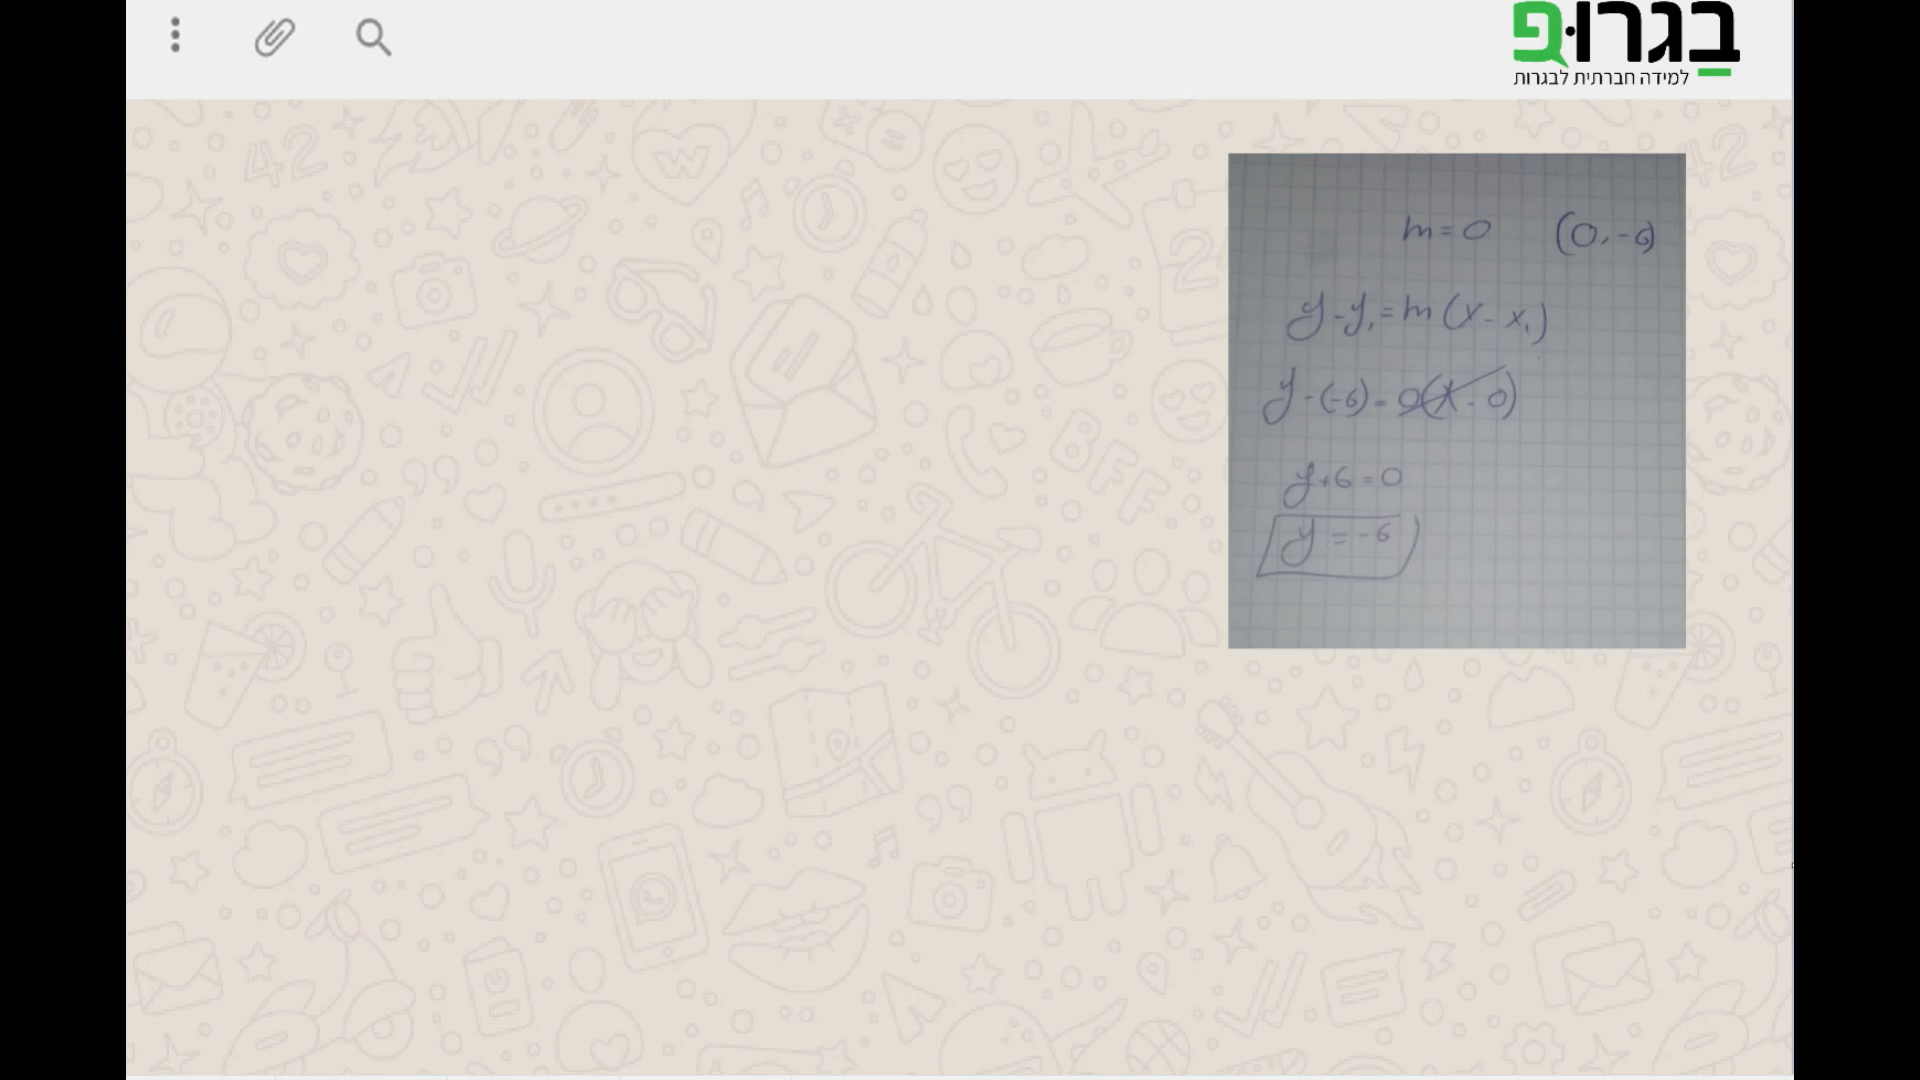 בגרופ
למידה חברתית לבגרות
m=0 (0,-6)
y-y₁=m(x-x₁)
y-(-6)=0(x-0)
y+6=0
y=-6